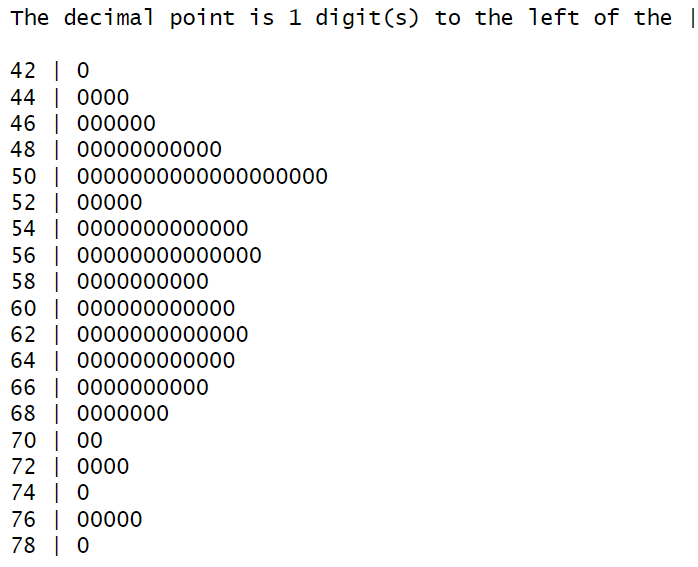 The decimal point is 1 digit(s) to the left of the |
42 | 0
44 | 0000
46 | 000000
48 | 00000000000
50 | 0000000000000000000
52 | 00000
54 | 0000000000000
56 | 00000000000000
58 | 0000000000
60 | 000000000000
62 | 0000000000000
64 | 000000000000
66 | 0000000000
68 | 0000000
70 | 00
72 | 0000
74 | 0
76 | 00000
78 | 0